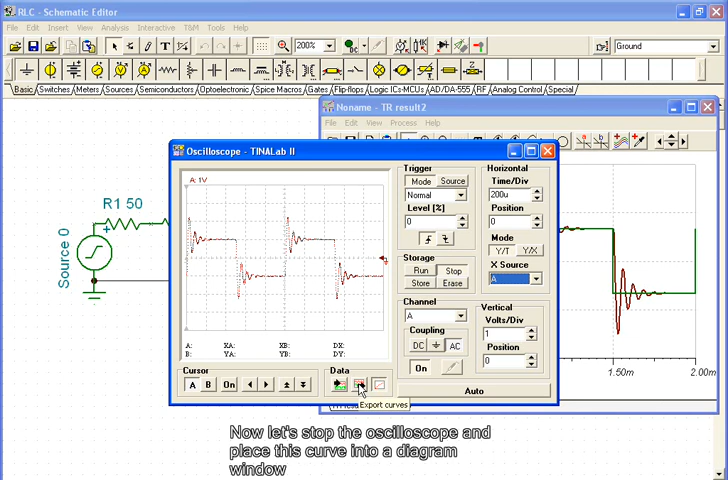 RLC - Schematic Editor
File Edit Insert View Analysis Interactive T&M Tools Help
200%
DC
Ground
Basic Switches Meters Sources Semiconductors Optoelectronic Spice Macros Gates Flip-flops Logic ICs-MCUs AD/DA-555 RF Analog Control Special
Noname - TR result2
File Edit View Process Help
Oscilloscope - TINALab II
A: 1V
Trigger
Mode Source
Normal
Level [%]
0
Horizontal
Time/Div
200u
Position
0
Mode
Y/T Y/X
X Source
A
Storage
Run Stop
Store Erase
Channel
A
Coupling
DC AC
On
Vertical
Volts/Div
1
Position
0
Auto
A: XA: XB: DX:
B: YA: YB: DY:
Cursor
A B On
Data
Export curves
R1 50
Source 0
1.50m 2.00m
Now let's stop the oscilloscope and
place this curve into a diagram
window